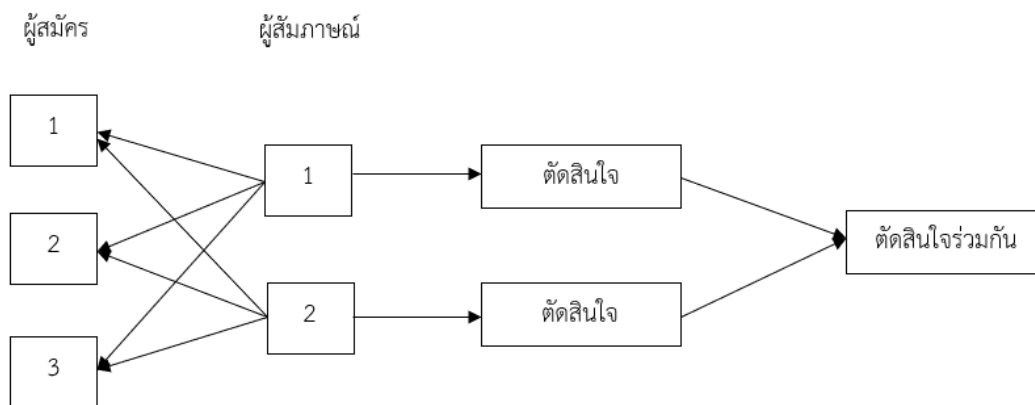 ผู้สมัคร
ผู้สัมภาษณ์
1
1
ตัดสินใจ
2
ตัดสินใจร่วมกัน
2
ตัดสินใจ
3